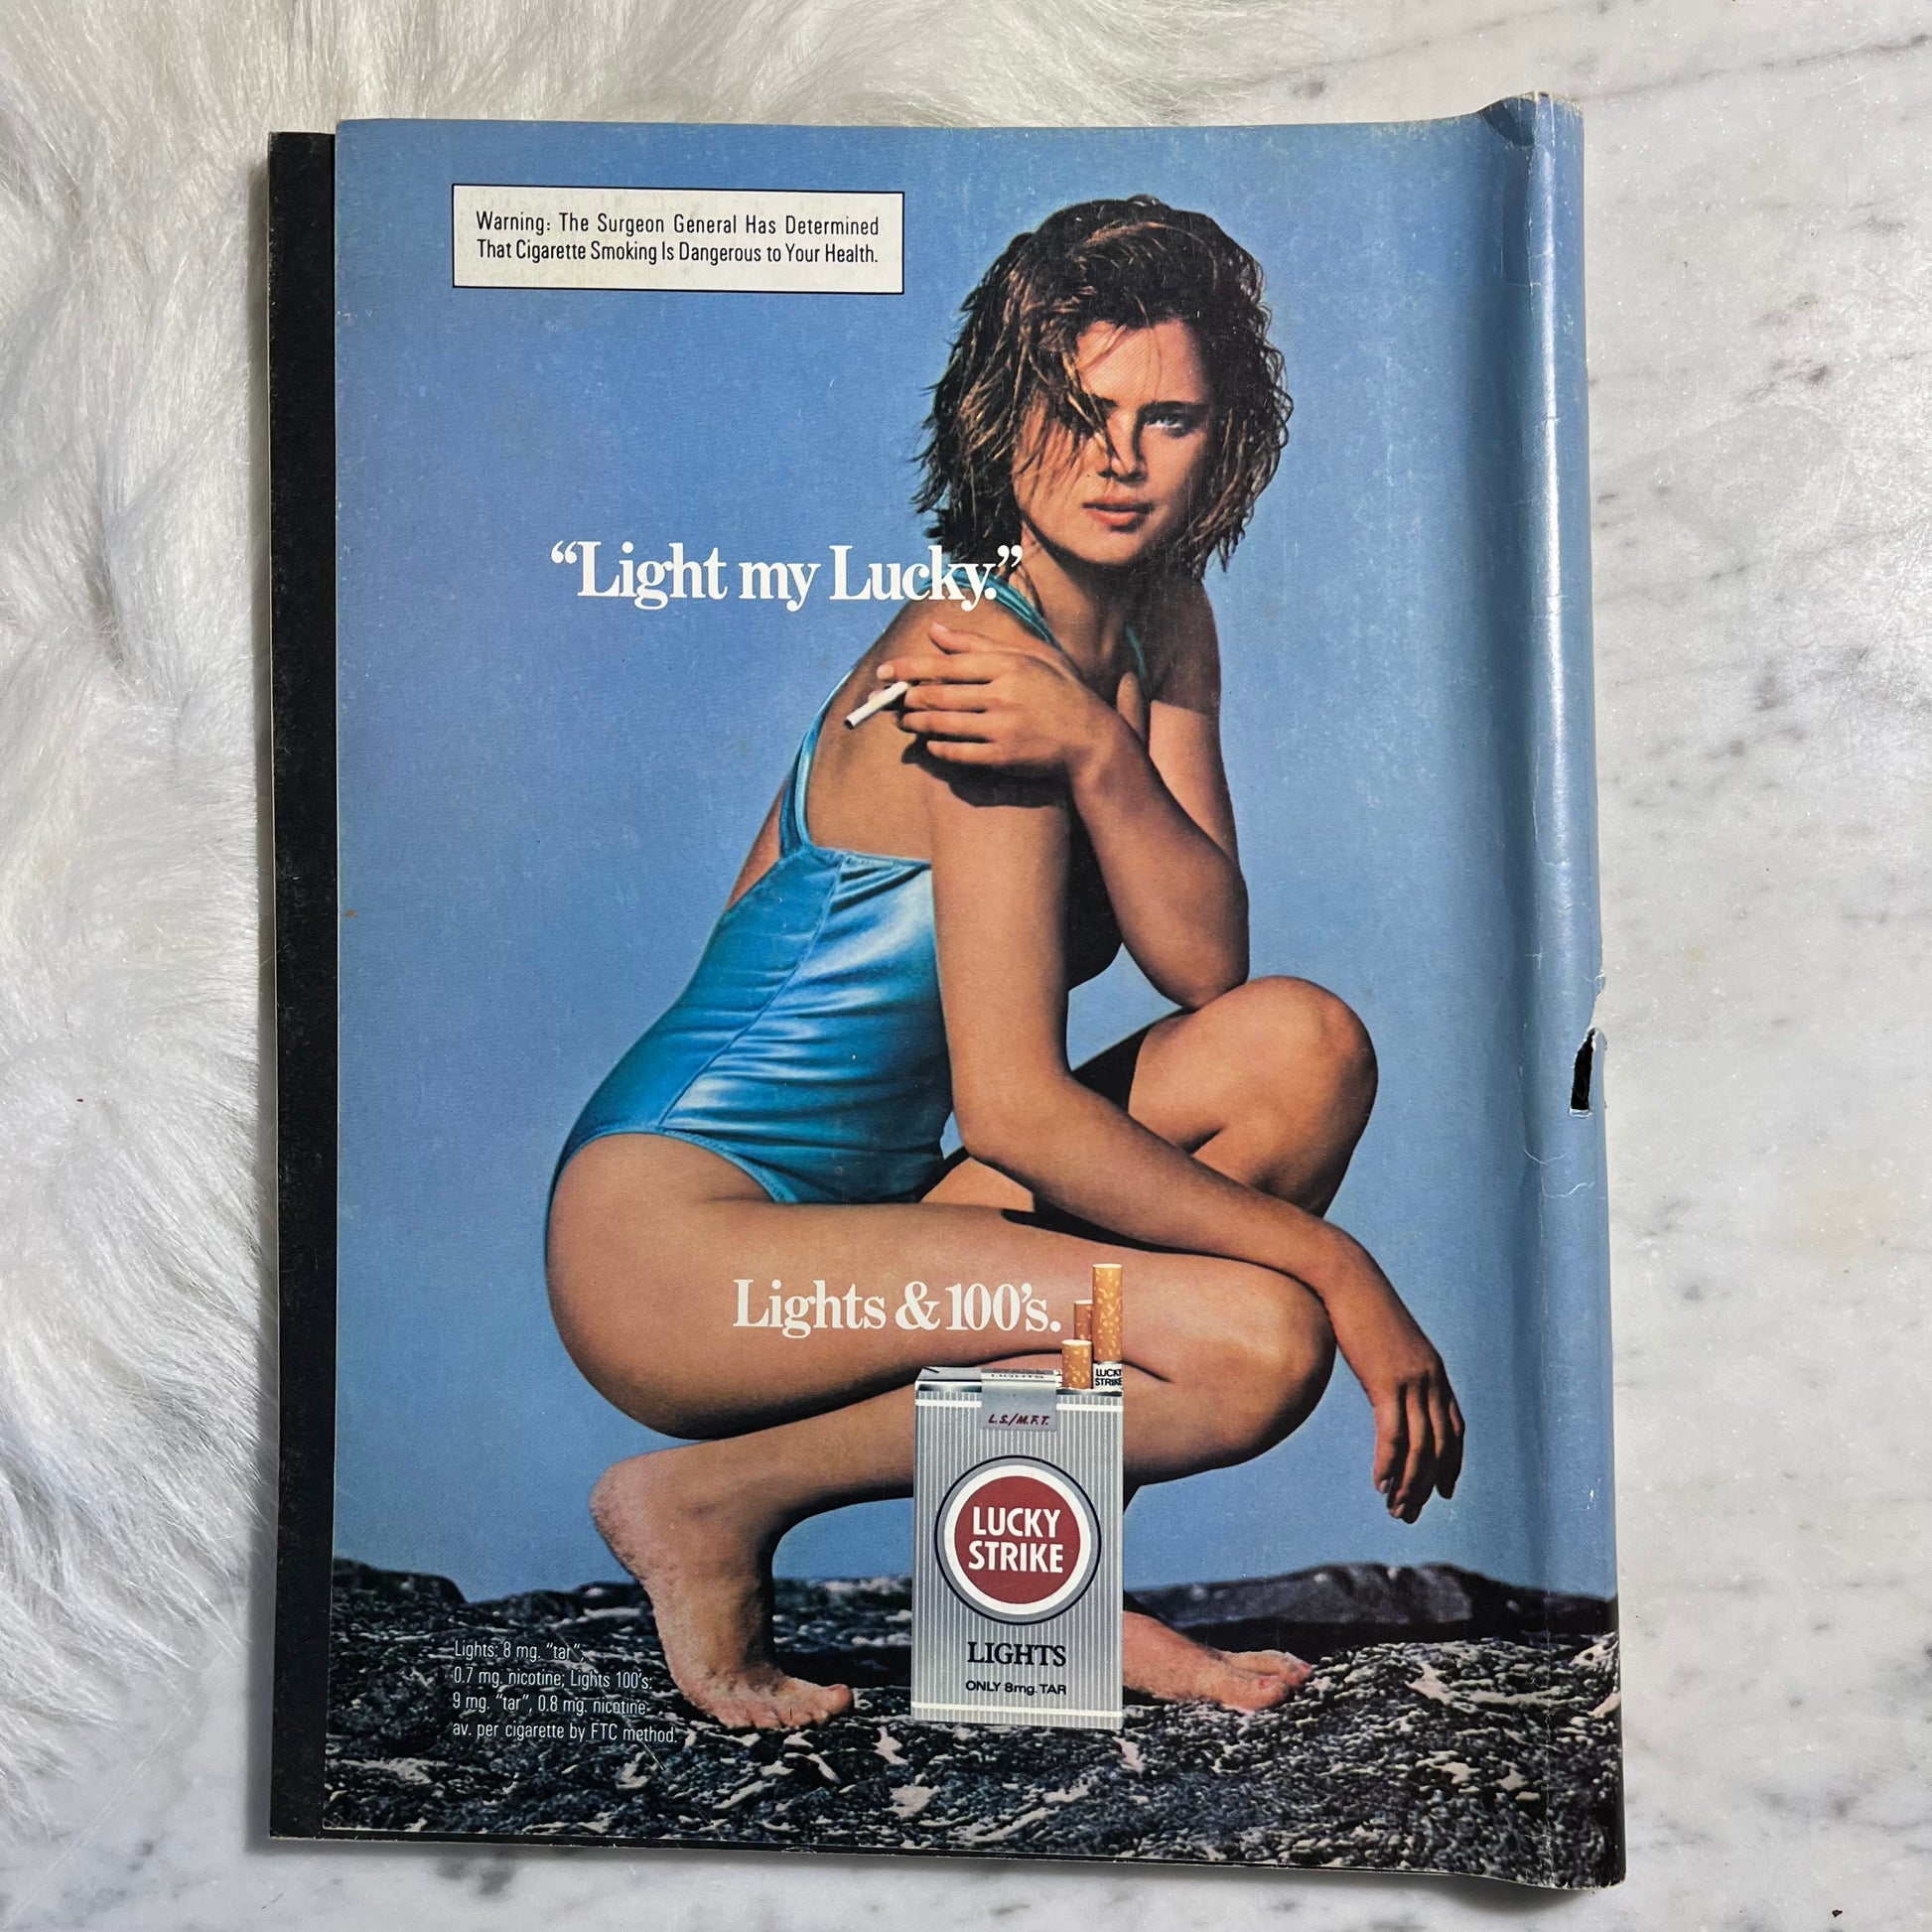 Warning: The Surgeon General Has Determined
That Cigarette Smoking Is Dangerous to Your Health.
“Light my Lucky.”
Lights & 100’s.
LUCKY
STRIKE
LIGHTS
L.S./M.F.T.
LUCKY
STRIKE
LIGHTS
ONLY 8mg. TAR
Lights: 8 mg. “tar”,
0.7 mg. nicotine; Lights 100’s:
9 mg. “tar”, 0.8 mg. nicotine
av. per cigarette by FTC method.